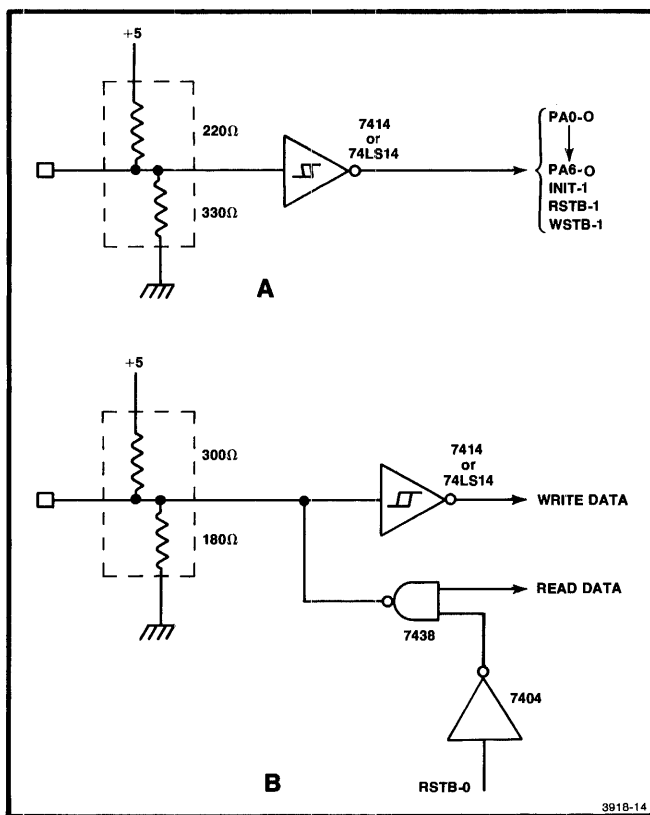 +5
220Ω
330Ω
7414
or
74LS14
PA0-O
PA6-O
INIT-1
RSTB-1
WSTB-1
A
+5
300Ω
180Ω
7414
or
74LS14
WRITE DATA
READ DATA
7438
7404
RSTB-0
B
3918-14